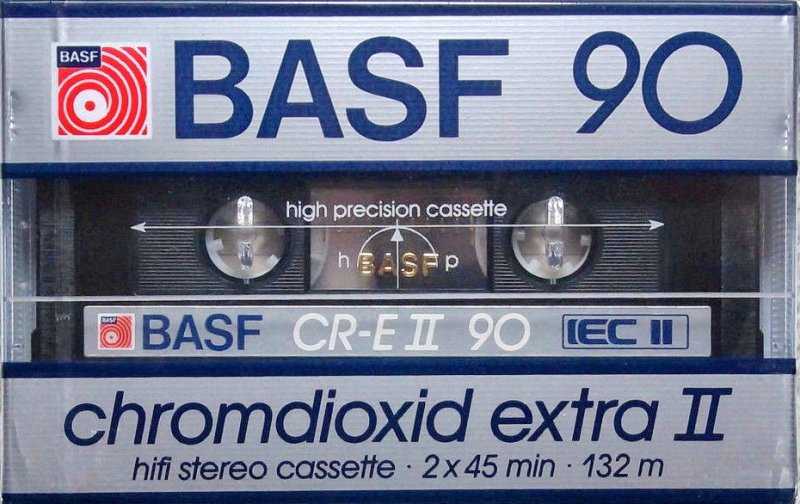 BASF
BASF 90
high precision cassette
h BASF p
BASF
BASF CR-E II 90 IEC II
chromdioxid extra II
hifi stereo cassette · 2 x 45 min · 132 m